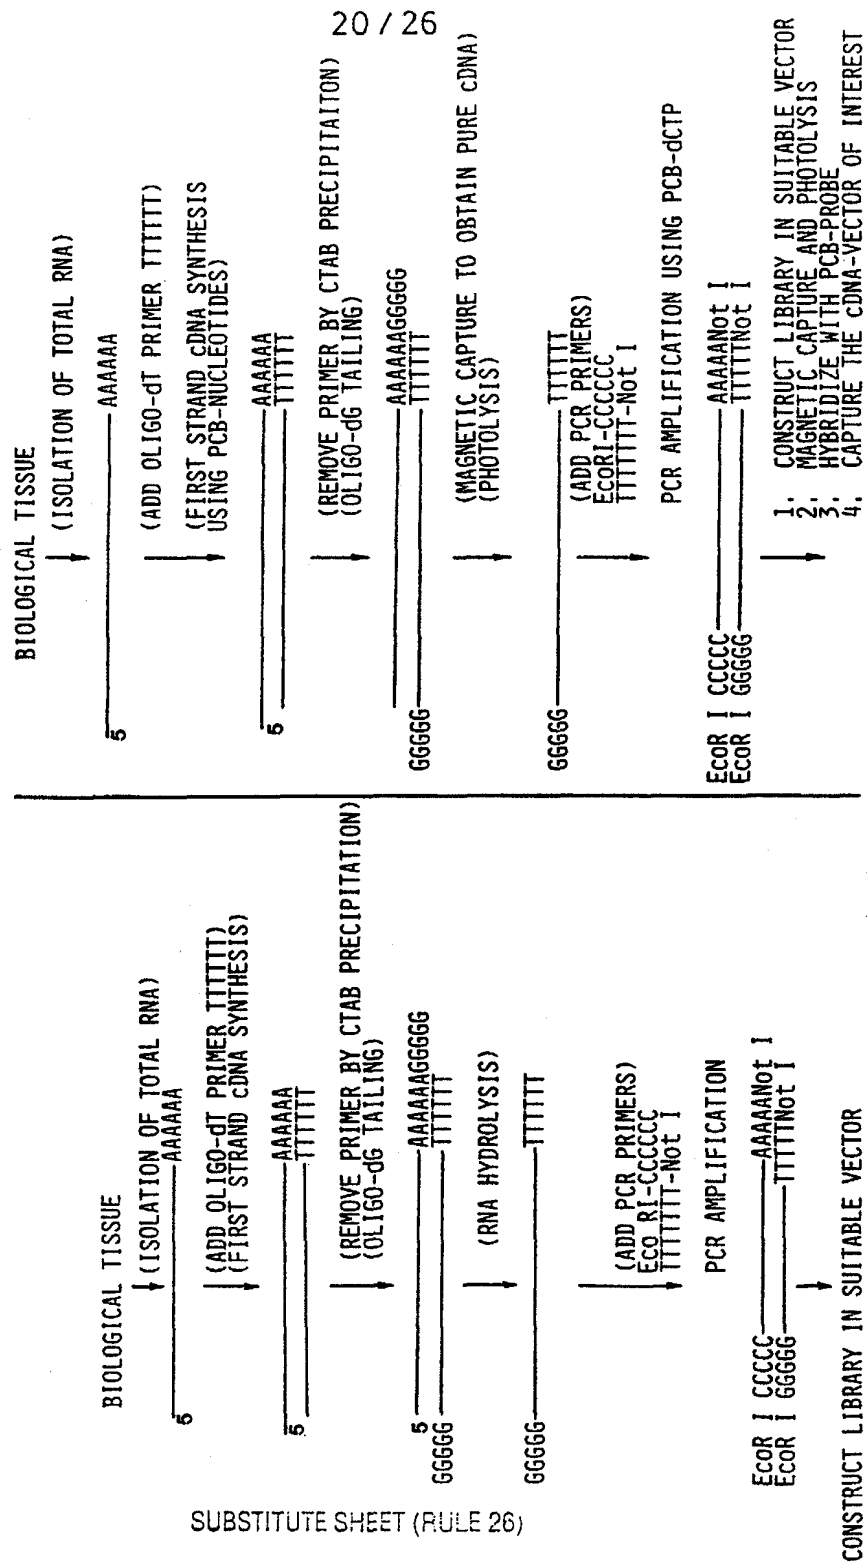 20 / 26
BIOLOGICAL TISSUE
(ISOLATION OF TOTAL RNA)
AAAAAA
5
(ADD OLIGO-dT PRIMER TTTTTT)
(FIRST STRAND cDNA SYNTHESIS)
AAAAAA
5
TTTTTT
(REMOVE PRIMER BY CTAB PRECIPITATION)
(OLIGO-dG TAILING)
AAAAAAGGGGG
5
GGGGG
TTTTTT
(RNA HYDROLYSIS)
GGGGG
TTTTTT
(ADD PCR PRIMERS)
Eco RI-CCCCCC
TTTTTTT-Not I
PCR AMPLIFICATION
EcoR I CCCCC
AAAAANot I
EcoR I GGGGG
TTTTTNot I
CONSTRUCT LIBRARY IN SUITABLE VECTOR
BIOLOGICAL TISSUE
(ISOLATION OF TOTAL RNA)
AAAAAA
5
(ADD OLIGO-dT PRIMER TTTTTT)
(FIRST STRAND cDNA SYNTHESIS
USING PCB-NUCLEOTIDES)
AAAAAA
5
TTTTTT
(REMOVE PRIMER BY CTAB PRECIPITAITON)
(OLIGO-dG TAILING)
AAAAAAGGGGG
GGGGG
TTTTTT
(MAGNETIC CAPTURE TO OBTAIN PURE cDNA)
(PHOTOLYSIS)
GGGGG
TTTTTT
(ADD PCR PRIMERS)
EcoRI-CCCCCC
TTTTTTT-Not I
PCR AMPLIFICATION USING PCB-dCTP
EcoR I CCCCC
AAAAANot I
EcoR I GGGGG
TTTTTNot I
1. CONSTRUCT LIBRARY IN SUITABLE VECTOR
2. MAGNETIC CAPTURE AND PHOTOLYSIS
3. HYBRIDIZE WITH PCB-PROBE
4. CAPTURE THE cDNA-VECTOR OF INTEREST
SUBSTITUTE SHEET (RULE 26)